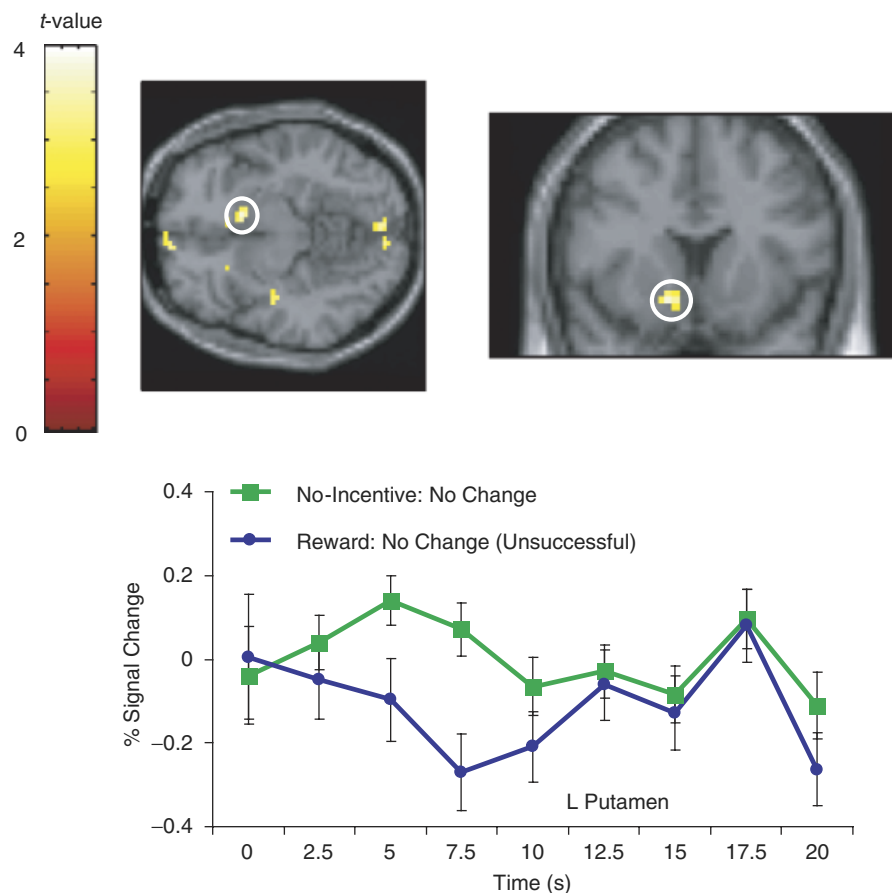 t-value
4
2
0
No-Incentive: No Change
Reward: No Change (Unsuccessful)
% Signal Change
0.4
0.2
0
−0.2
−0.4
L Putamen
0 2.5 5 7.5 10 12.5 15 17.5 20
Time (s)